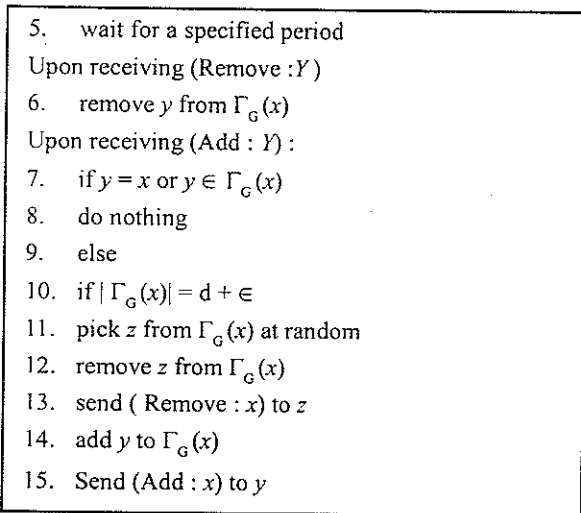 5. wait for a specified period
Upon receiving (Remove :Y )
6. remove y from Γ_G(x)
Upon receiving (Add : Y) :
7. if y = x or y ∈ Γ_G(x)
8. do nothing
9. else
10. if | Γ_G(x)| = d + ∈
11. pick z from Γ_G(x) at random
12. remove z from Γ_G(x)
13. send ( Remove : x) to z
14. add y to Γ_G(x)
15. Send (Add : x) to y